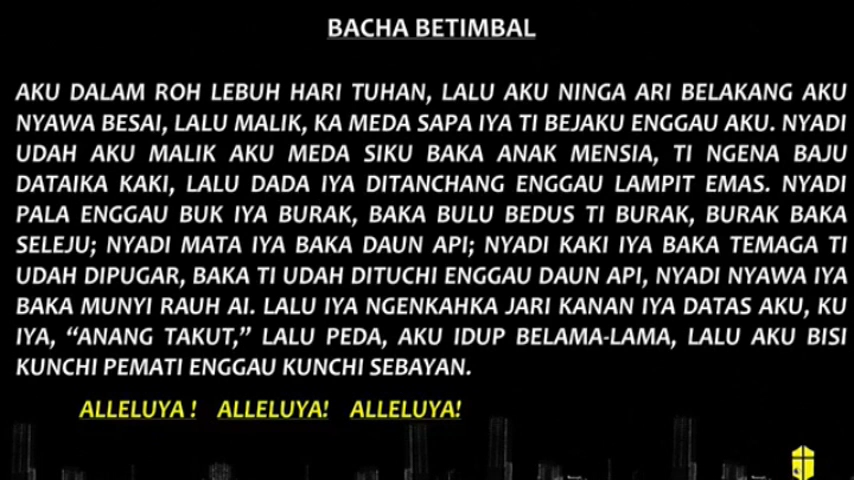 BACHA BETIMBAL
AKU DALAM ROH LEBUH HARI TUHAN, LALU AKU NINGA ARI BELAKANG AKU
NYAWA BESAI, LALU MALIK, KA MEDA SAPA IYA TI BEJAKU ENGGAU AKU. NYADI
UDAH AKU MALIK AKU MEDA SIKU BAKA ANAK MENSIA, TI NGENA BAJU
DATAIKA KAKI, LALU DADA IYA DITANCHANG ENGGAU LAMPIT EMAS. NYADI
PALA ENGGAU BUK IYA BURAK, BAKA BULU BEDUS TI BURAK, BURAK BAKA
SELEJU; NYADI MATA IYA BAKA DAUN API; NYADI KAKI IYA BAKA TEMAGA TI
UDAH DIPUGAR, BAKA TI UDAH DITUCHI ENGGAU DAUN API, NYADI NYAWA IYA
BAKA MUNYI RAUH AI. LALU IYA NGENKAHKA JARI KANAN IYA DATAS AKU, KU
IYA, “ANANG TAKUT,” LALU PEDA, AKU IDUP BELAMA-LAMA, LALU AKU BISI
KUNCHI PEMATI ENGGAU KUNCHI SEBAYAN.
ALLELUYA ! ALLELUYA! ALLELUYA!